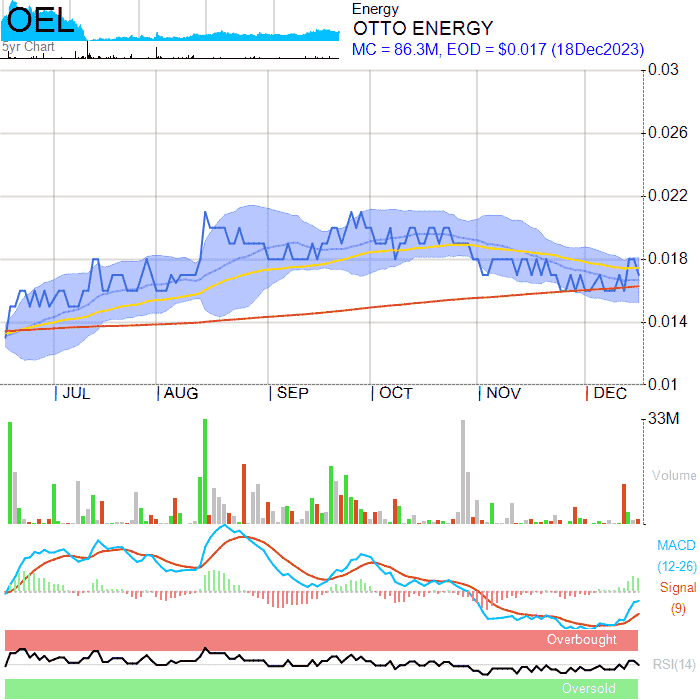 OEL
5yr Chart
Energy
OTTO ENERGY
MC = 86.3M, EOD = $0.017 (18Dec2023)
0.03
0.026
0.022
0.018
0.014
0.01
JUL AUG SEP OCT NOV DEC
33M
Volume
MACD
(12-26)
Signal
(9)
Overbought
RSI(14)
Oversold